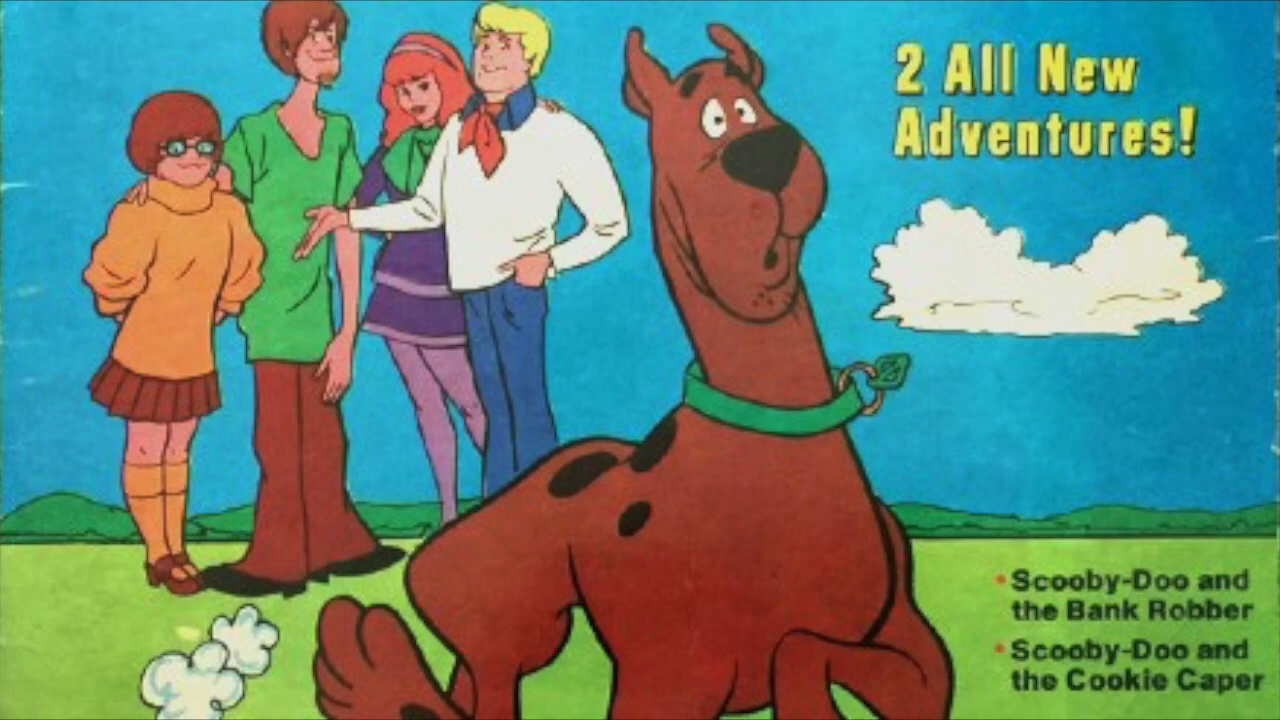 2 All New
Adventures!
• Scooby-Doo and
the Bank Robber
• Scooby-Doo and
the Cookie Caper